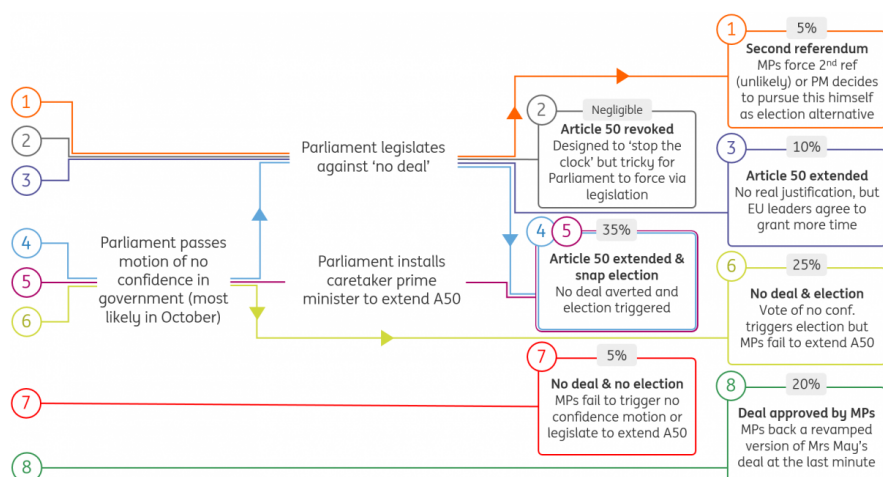 1
2
3
4
5
6
7
8
Parliament passes
motion of no
confidence in
government (most
likely in October)
Parliament legislates
against ‘no deal’
Parliament installs
caretaker prime
minister to extend A50
1
5%
Second referendum
MPs force 2nd ref
(unlikely) or PM decides
to pursue this himself
as election alternative
2
Negligible
Article 50 revoked
Designed to ‘stop the
clock’ but tricky for
Parliament to force via
legislation
3
10%
Article 50 extended
No real justification, but
EU leaders agree to
grant more time
4 5
35%
Article 50 extended &
snap election
No deal averted and
election triggered
6
25%
No deal & election
Vote of no conf.
triggers election but
MPs fail to extend A50
7
5%
No deal & no election
MPs fail to trigger no
confidence motion or
legislate to extend A50
8
20%
Deal approved by MPs
MPs back a revamped
version of Mrs May’s
deal at the last minute